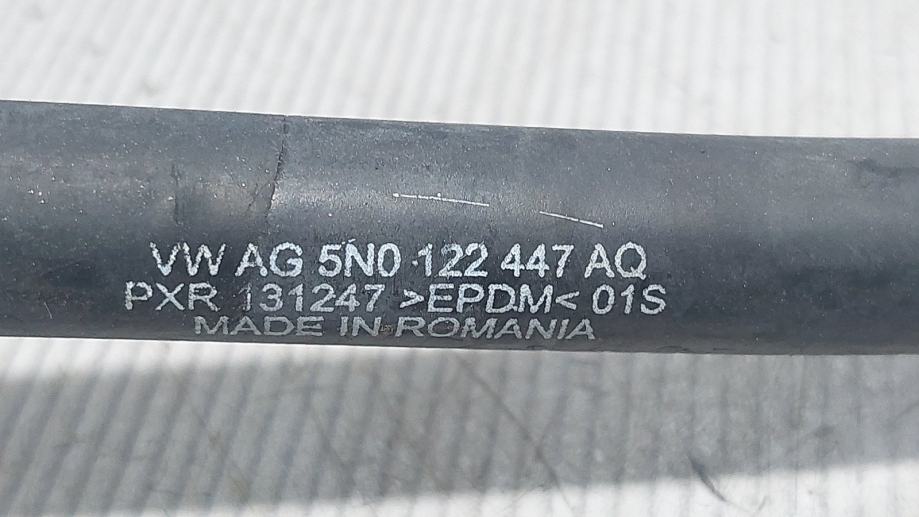 VW AG 5N0 122 447 AQ
PXR 131247 >EPDM< 01S
MADE IN ROMANIA